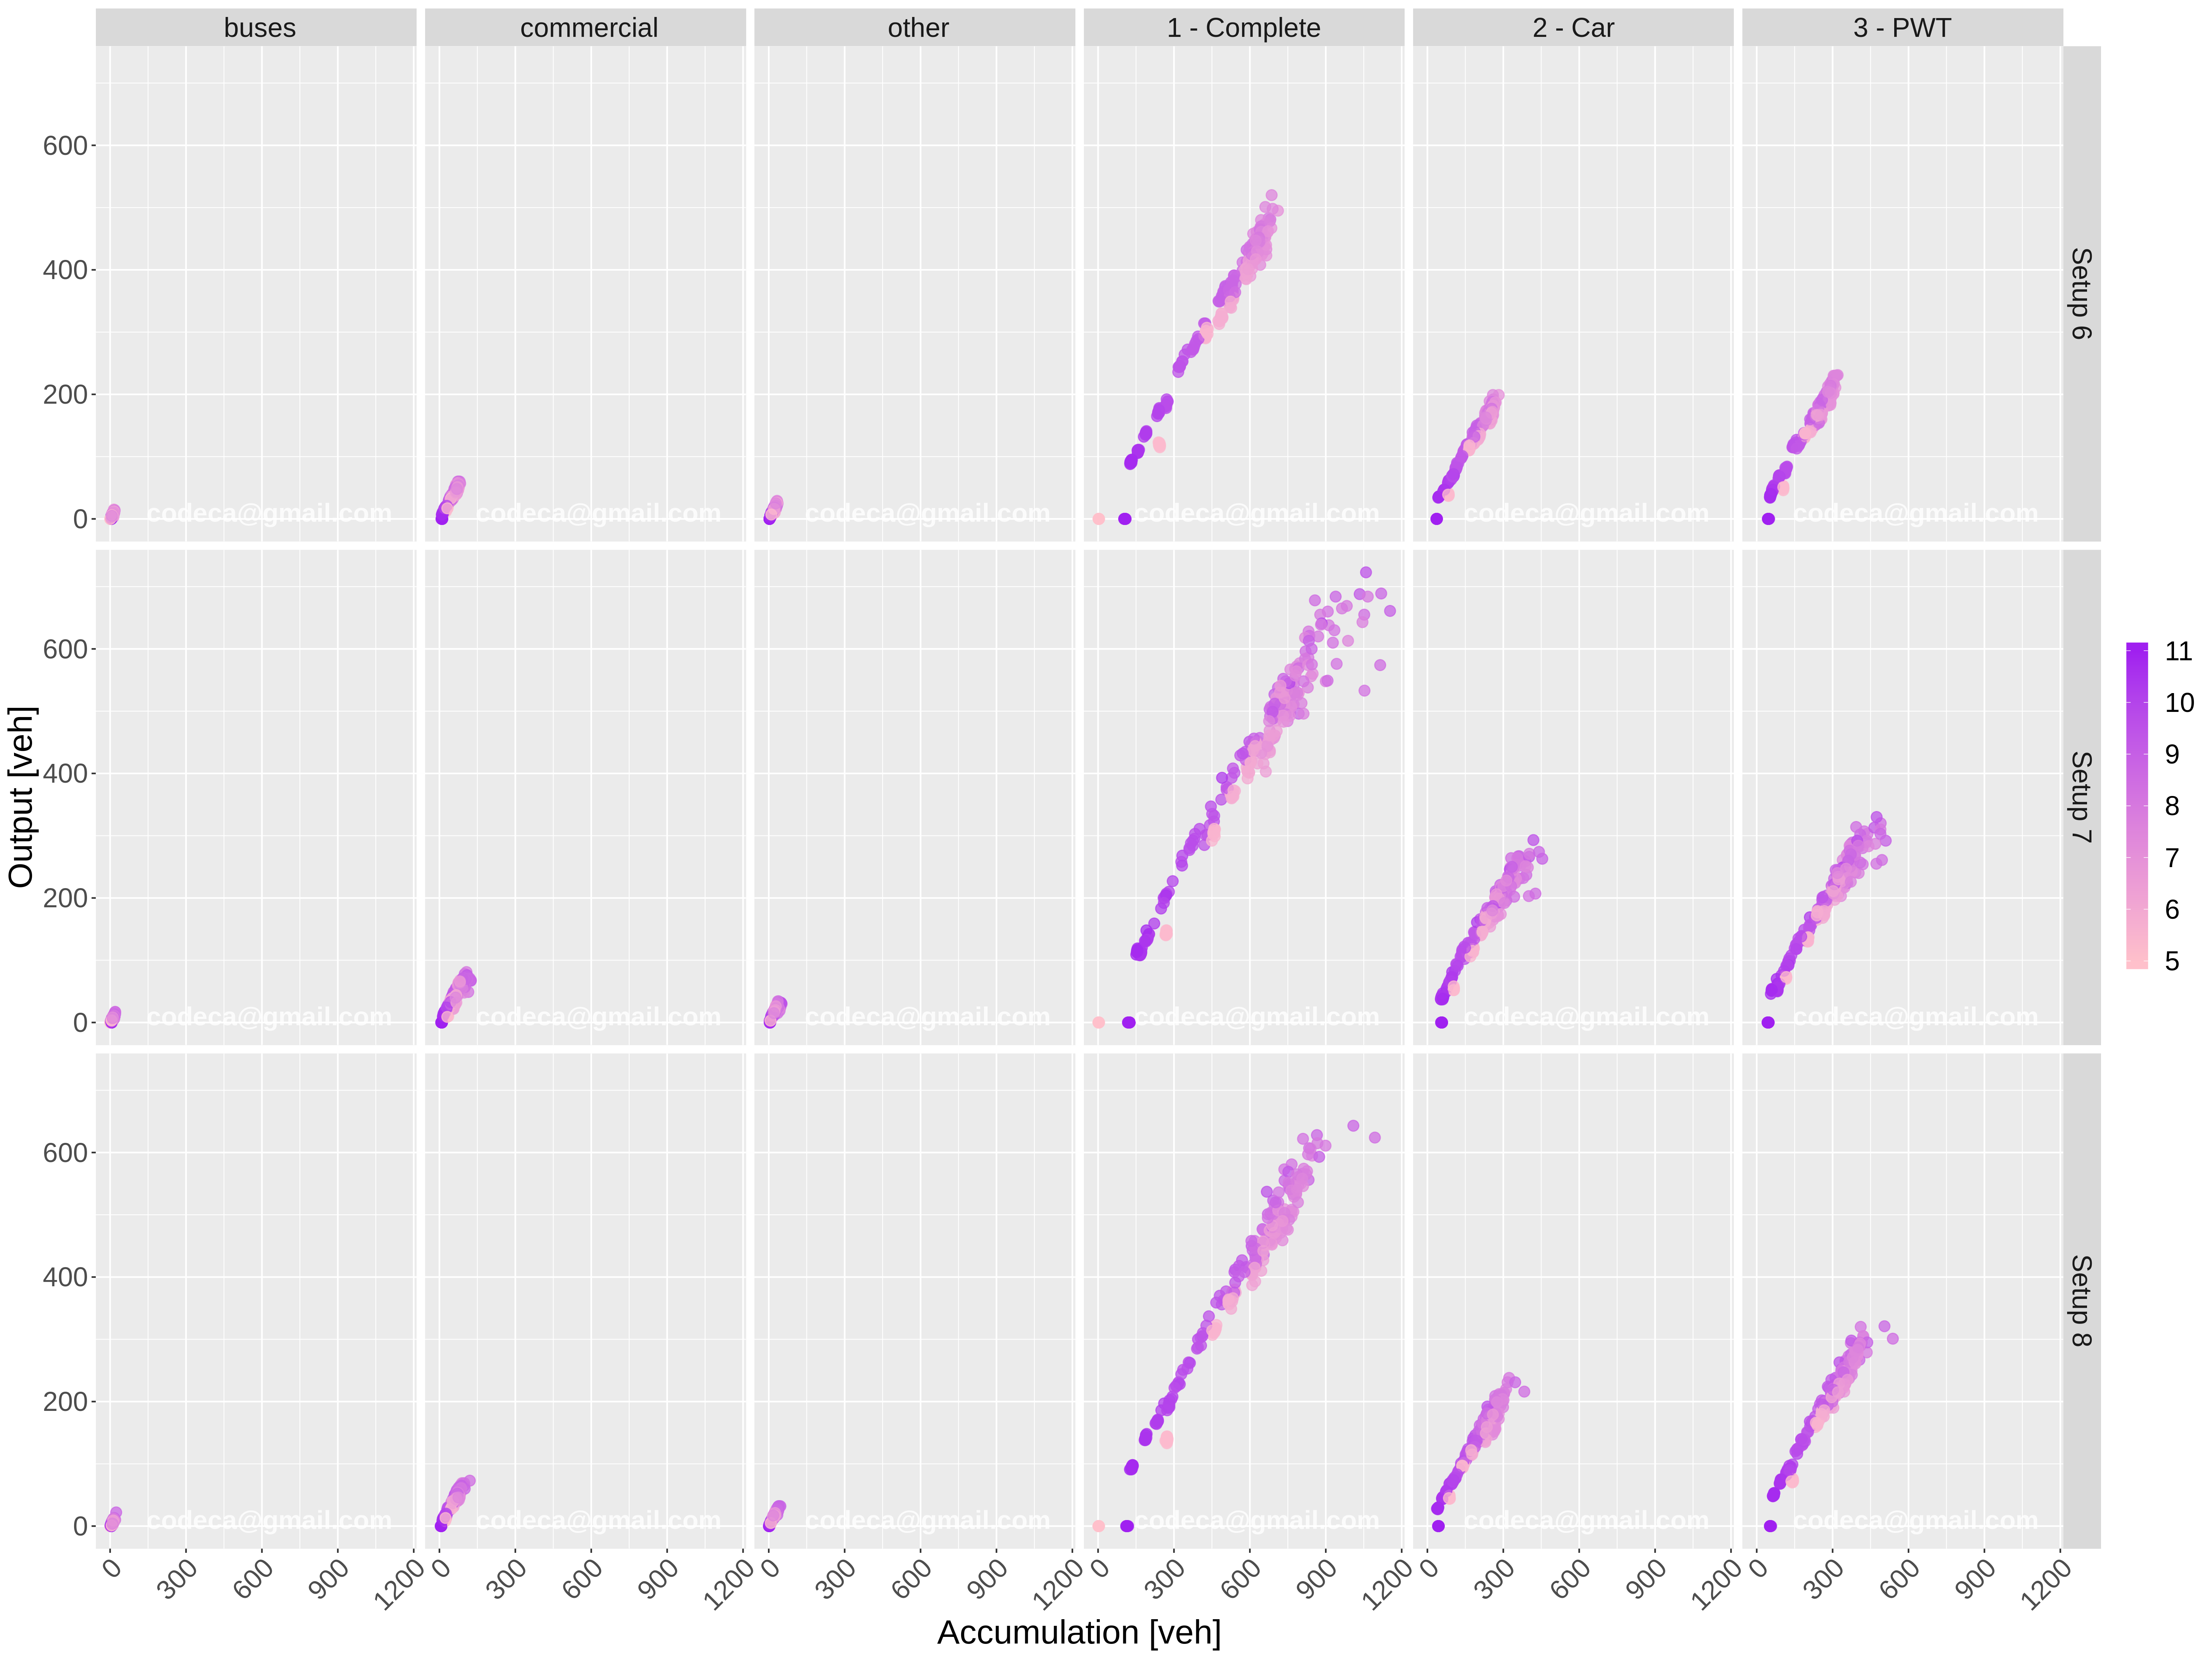 buses commercial other 1 - Complete 2 - Car 3 - PWT
600
400
200
0
codeca@gmail.com codeca@gmail.com codeca@gmail.com codeca@gmail.com codeca@gmail.com codeca@gmail.com
Setup 6
Output [veh]
600
400
200
0
codeca@gmail.com codeca@gmail.com codeca@gmail.com codeca@gmail.com codeca@gmail.com codeca@gmail.com
Setup 7
600
400
200
0
codeca@gmail.com codeca@gmail.com codeca@gmail.com codeca@gmail.com codeca@gmail.com codeca@gmail.com
Setup 8
0 300 600 900 1200 0 300 600 900 1200 0 300 600 900 1200 0 300 600 900 1200 0 300 600 900 1200 0 300 600 900 1200
Accumulation [veh]
11
10
9
8
7
6
5